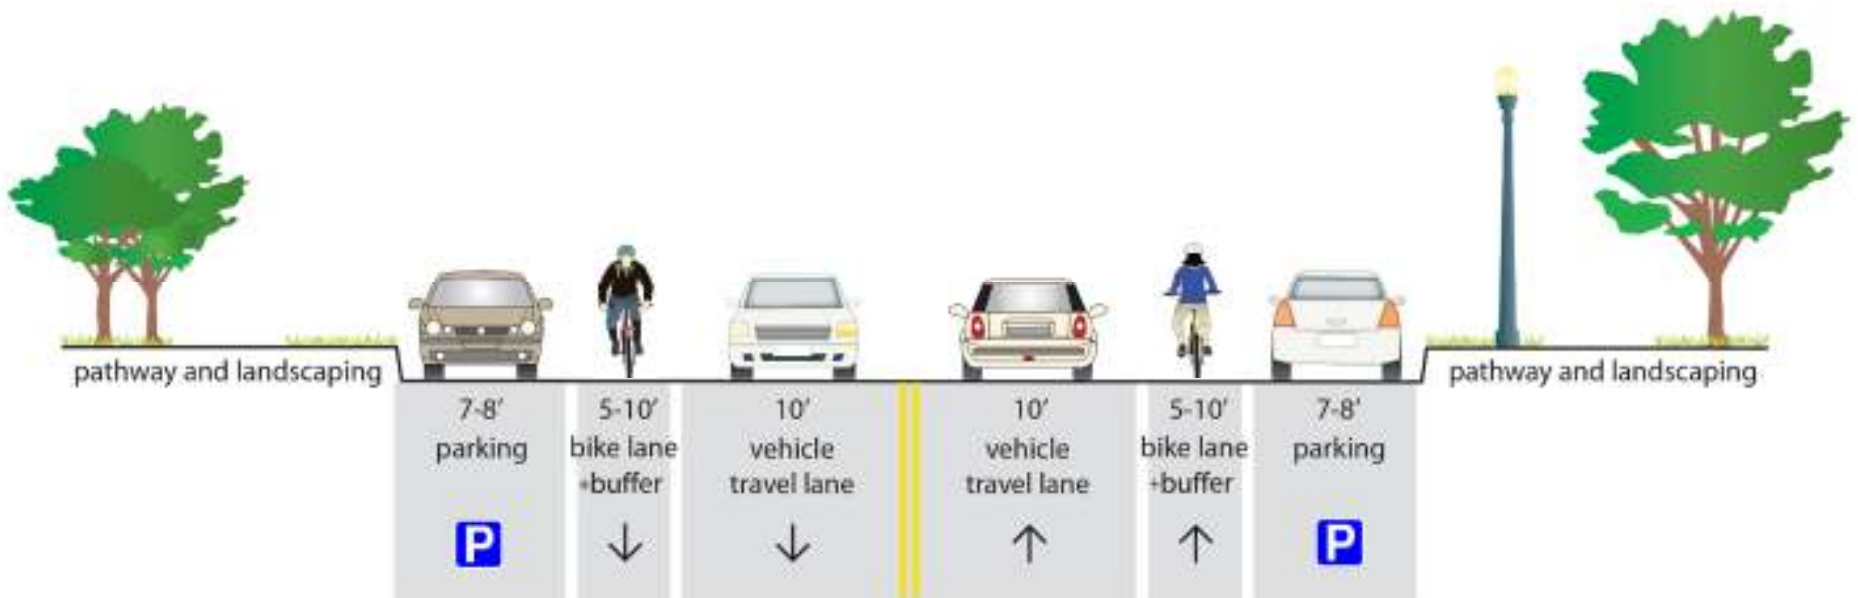 pathway and landscaping
7-8’
parking
P
5-10’
bike lane
+buffer
↓
10’
vehicle
travel lane
↓
10’
vehicle
travel lane
↑
5-10’
bike lane
+buffer
↑
7-8’
parking
P
pathway and landscaping